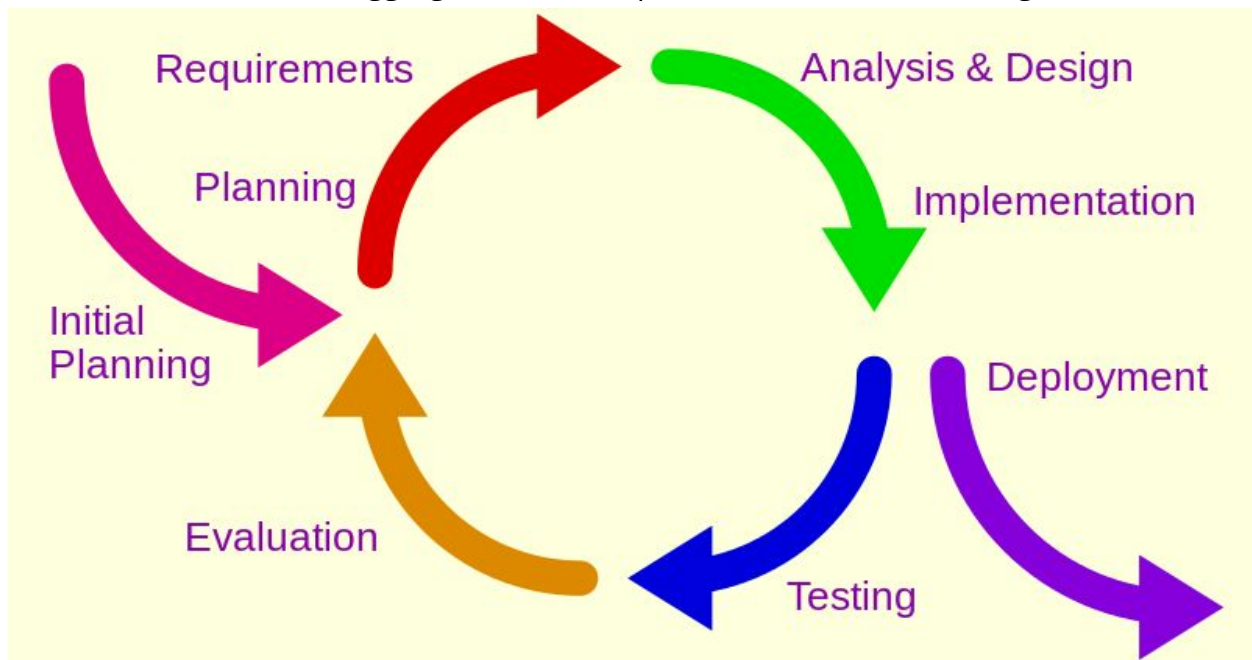 Requirements
Analysis & Design
Planning
Implementation
Initial
Planning
Deployment
Evaluation
Testing